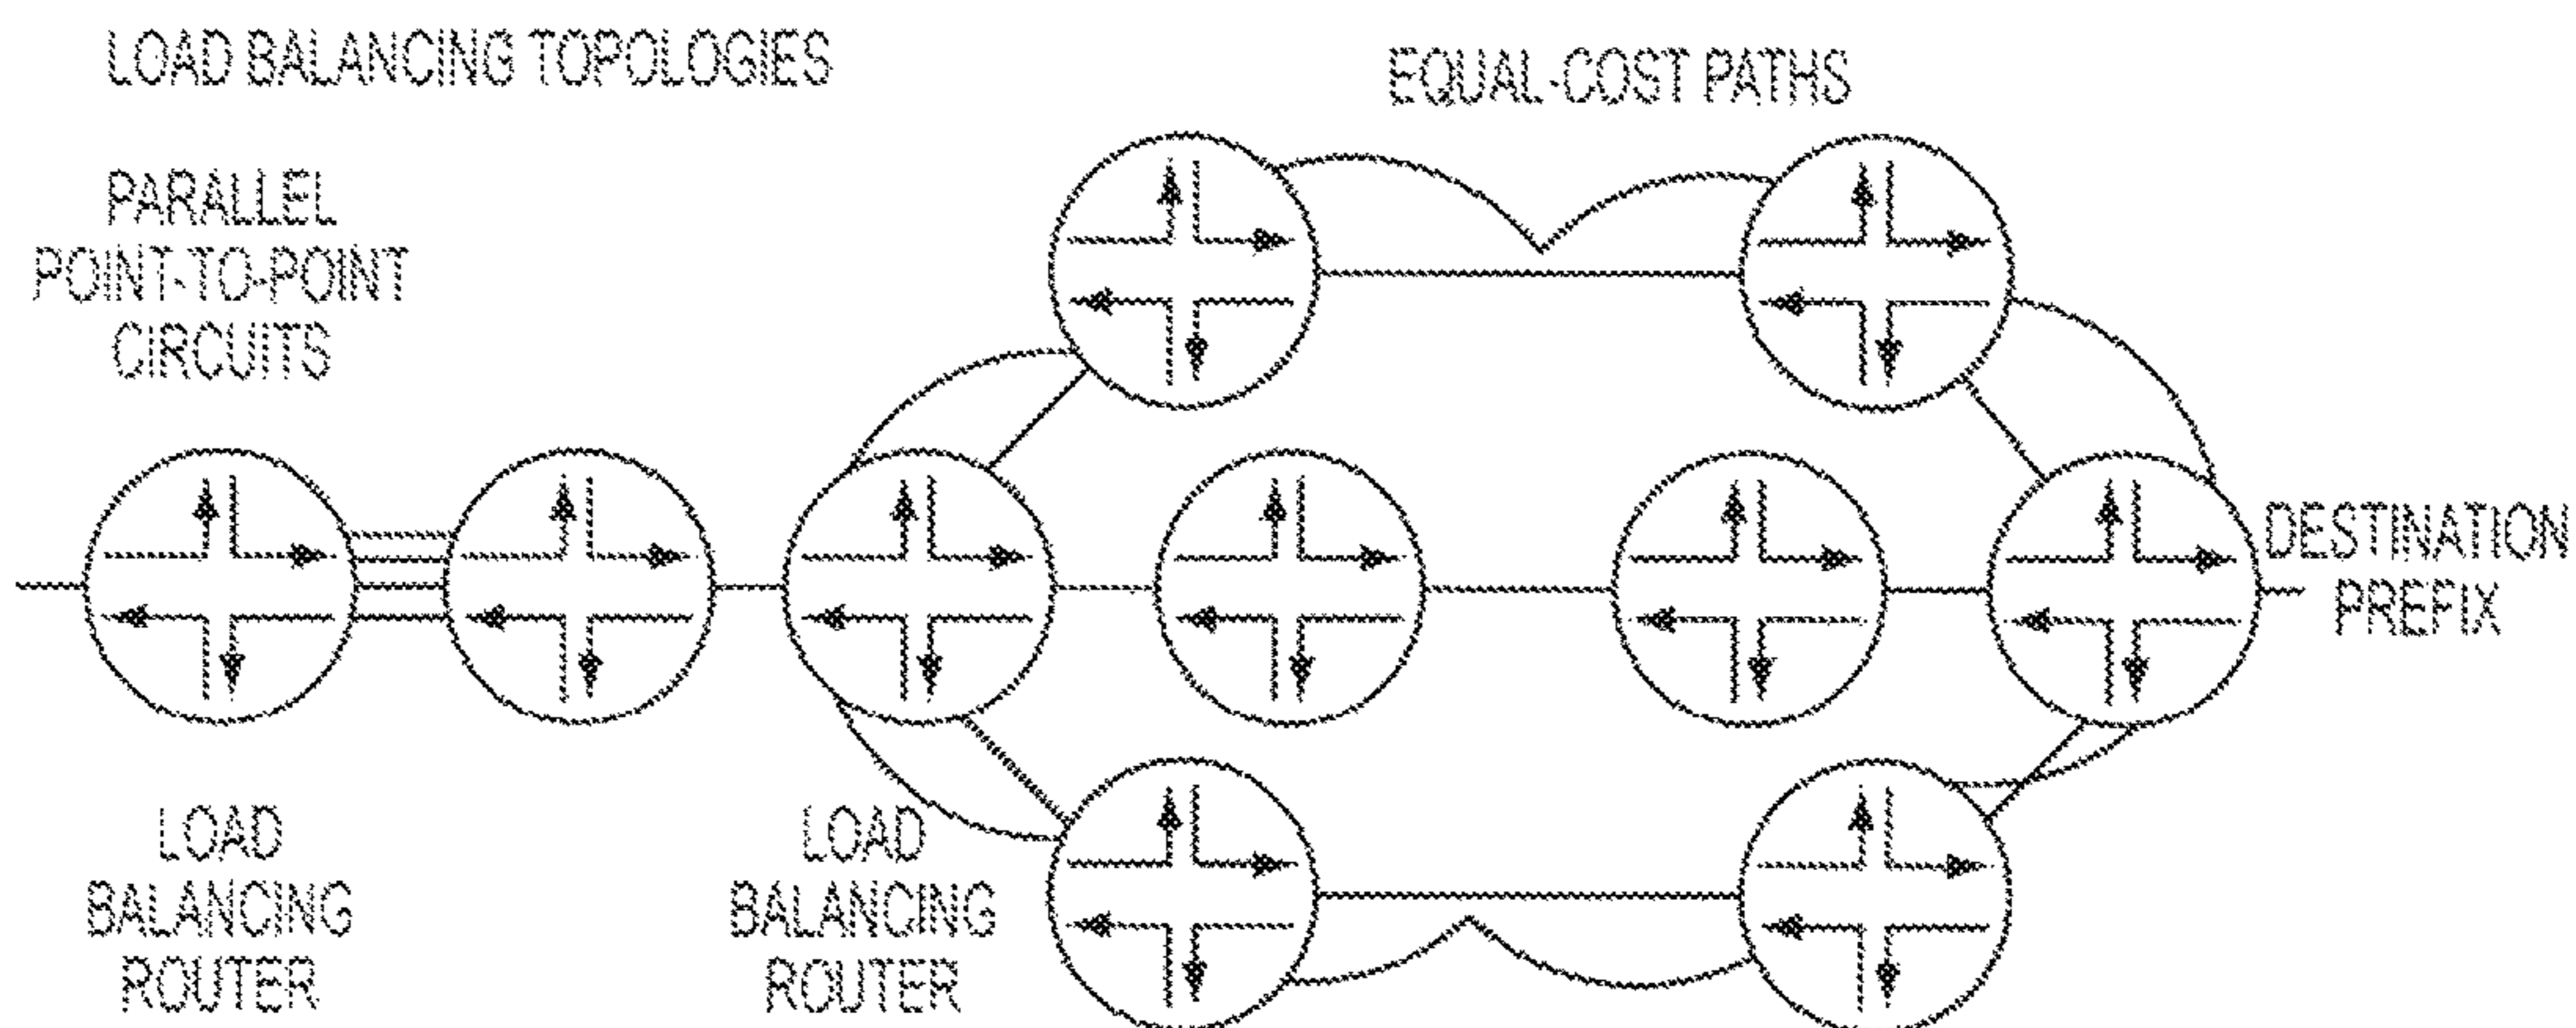 LOAD BALANCING TOPOLOGIES
EQUAL-COST PATHS
PARALLEL
POINT-TO-POINT
CIRCUITS
DESTINATION
PREFIX
LOAD
BALANCING
ROUTER
LOAD
BALANCING
ROUTER